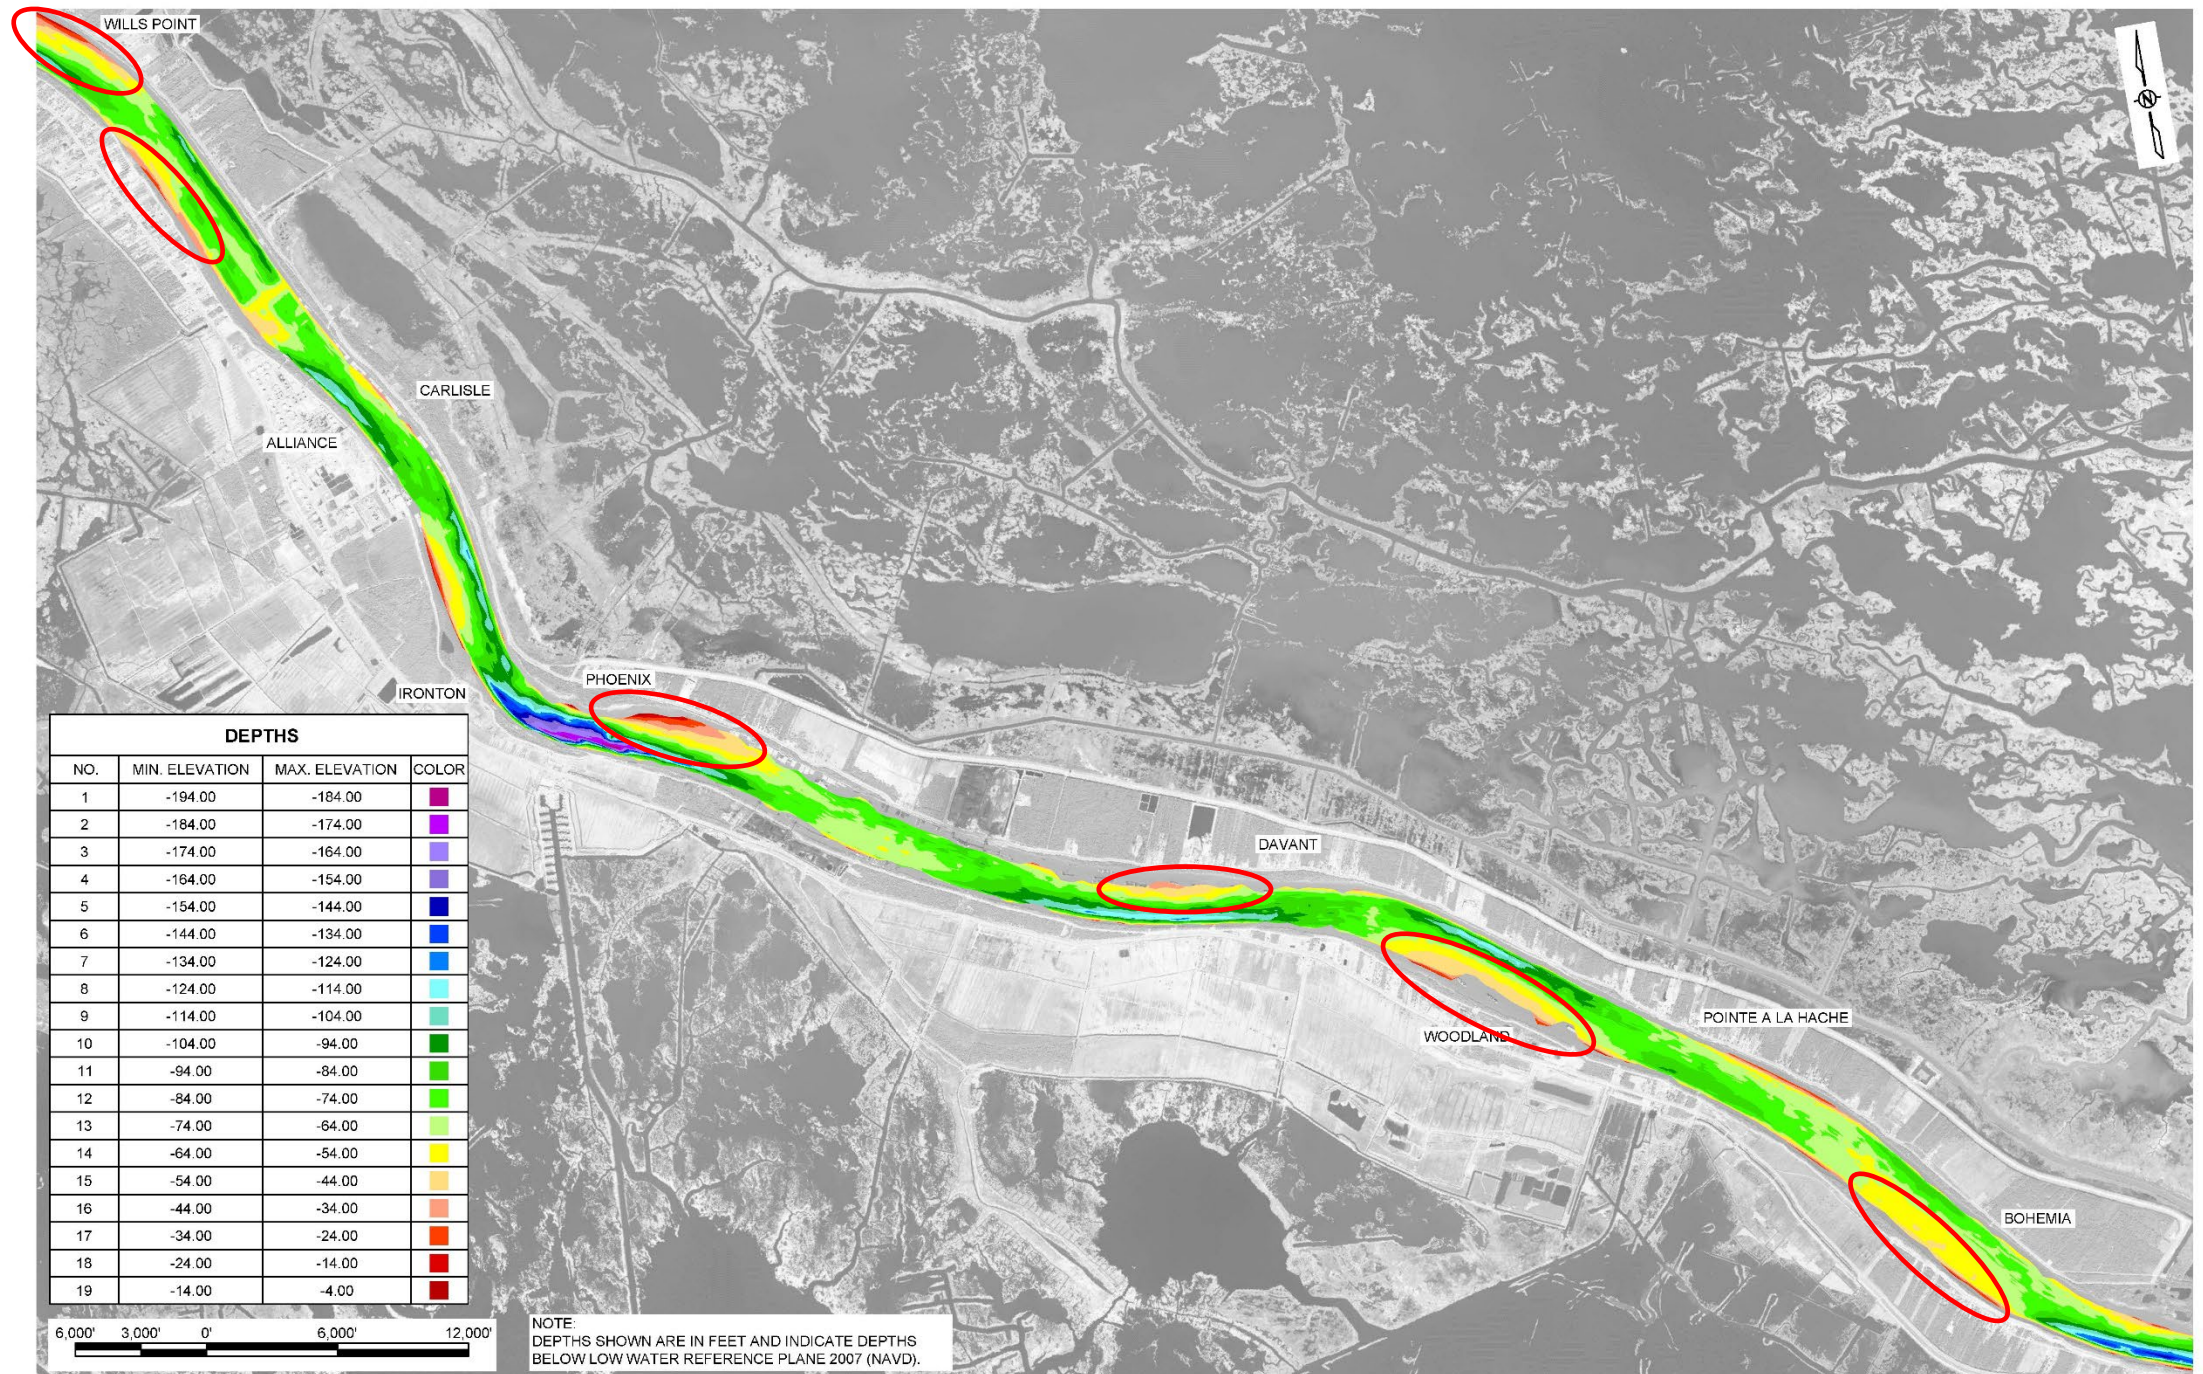 WILLS POINT
N
CARLISLE
ALLIANCE
PHOENIX
IRONTON
DAVANT
POINTE A LA HACHE
WOODLAND
BOHEMIA
DEPTHS
NO. MIN. ELEVATION MAX. ELEVATION COLOR
1 -194.00 -184.00
2 -184.00 -174.00
3 -174.00 -164.00
4 -164.00 -154.00
5 -154.00 -144.00
6 -144.00 -134.00
7 -134.00 -124.00
8 -124.00 -114.00
9 -114.00 -104.00
10 -104.00 -94.00
11 -94.00 -84.00
12 -84.00 -74.00
13 -74.00 -64.00
14 -64.00 -54.00
15 -54.00 -44.00
16 -44.00 -34.00
17 -34.00 -24.00
18 -24.00 -14.00
19 -14.00 -4.00
6,000' 3,000' 0' 6,000' 12,000'
NOTE:
DEPTHS SHOWN ARE IN FEET AND INDICATE DEPTHS
BELOW LOW WATER REFERENCE PLANE 2007 (NAVD).